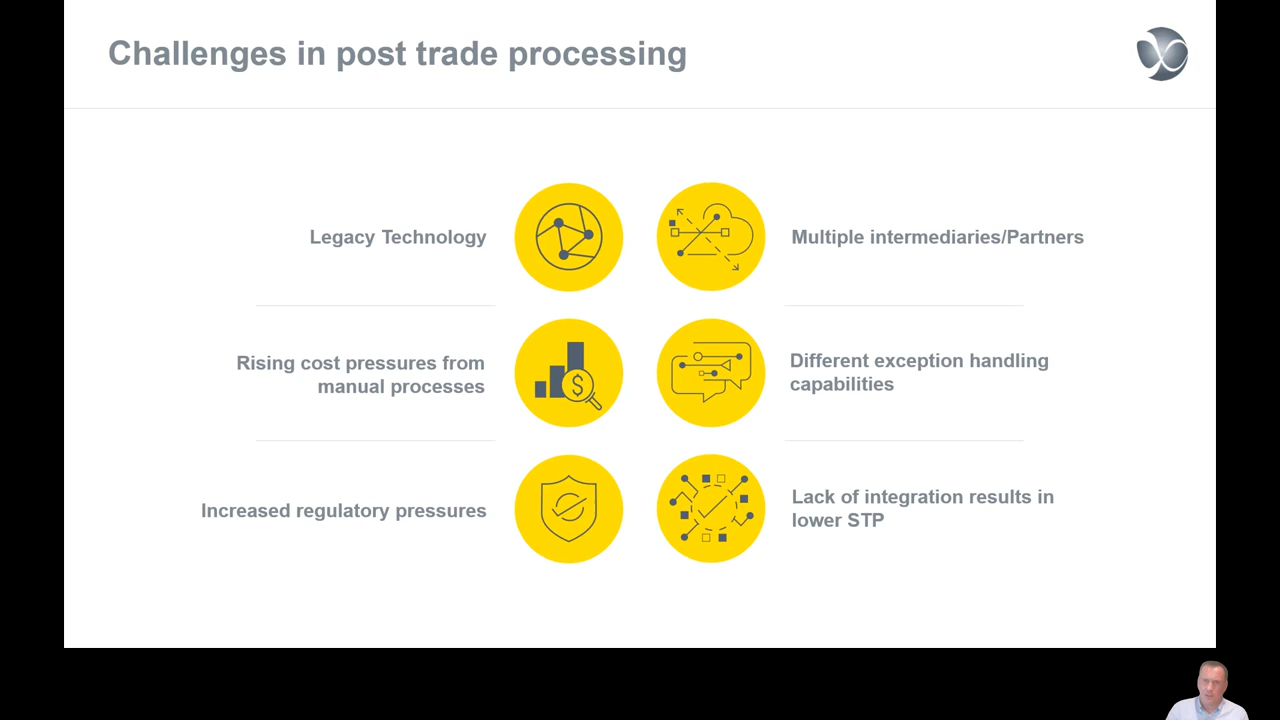 Challenges in post trade processing
Legacy Technology
Multiple intermediaries/Partners
Rising cost pressures from
manual processes
Different exception handling
capabilities
$
Increased regulatory pressures
Lack of integration results in
lower STP